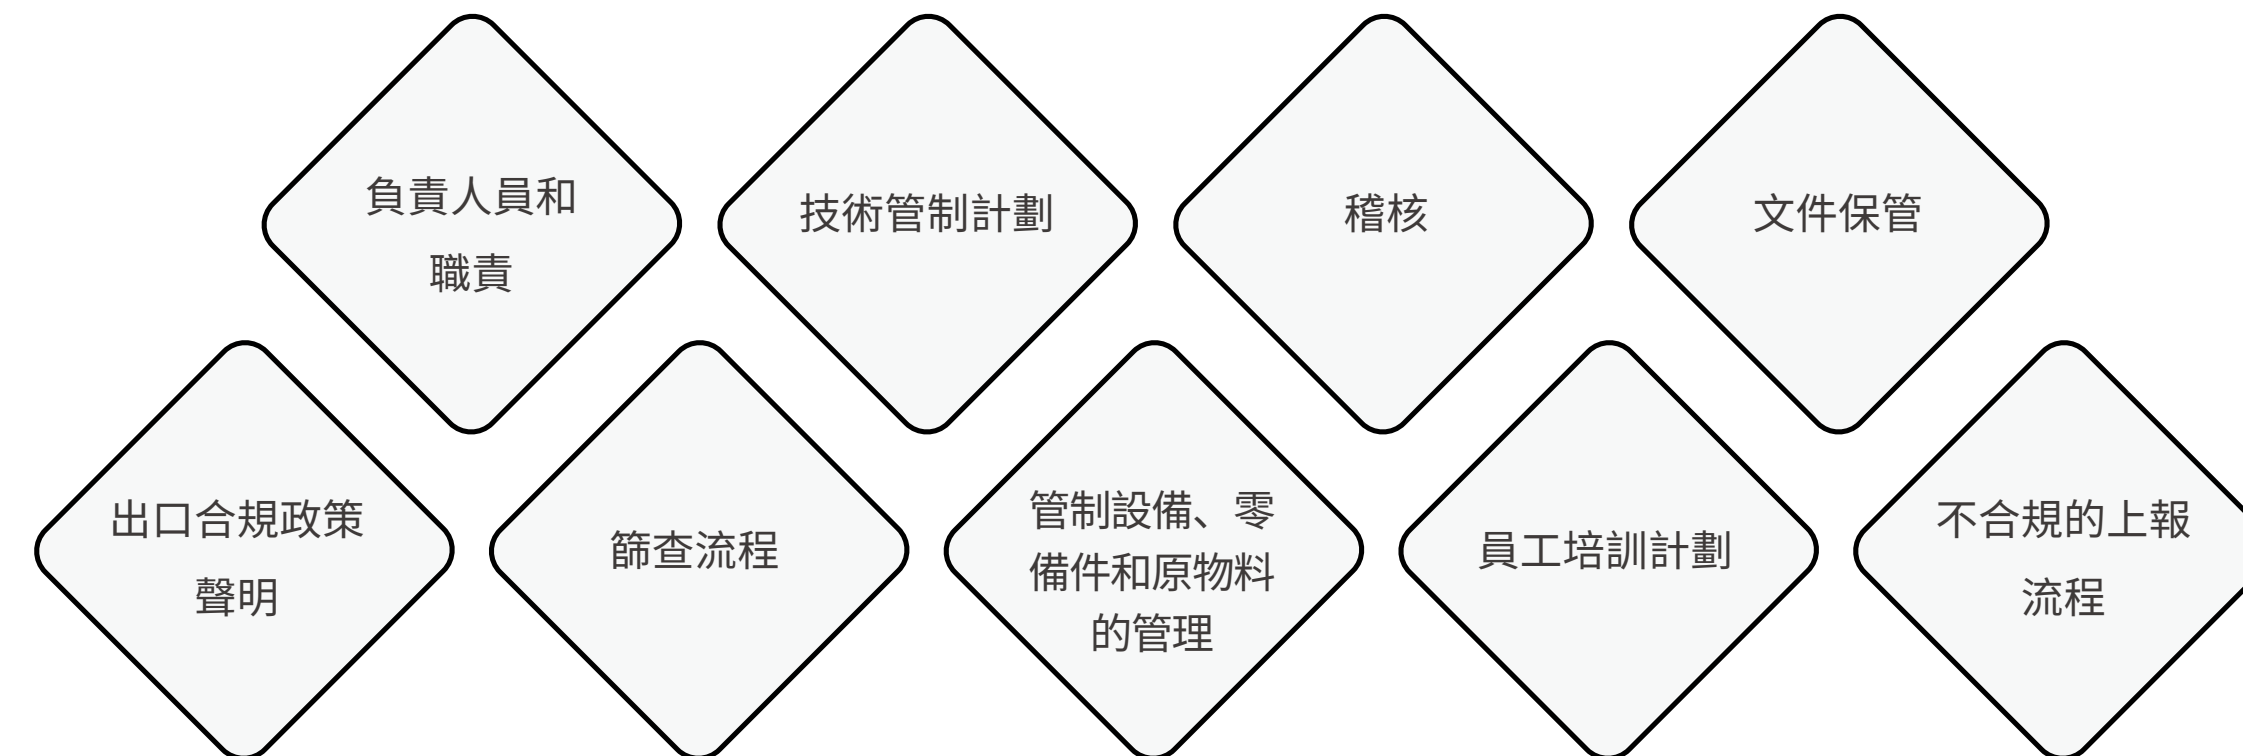 負責人員和
職責
技術管制計劃
稽核
文件保管
出口合規政策
聲明
篩查流程
管制設備、零
備件和原物料
的管理
員工培訓計劃
不合規的上報
流程